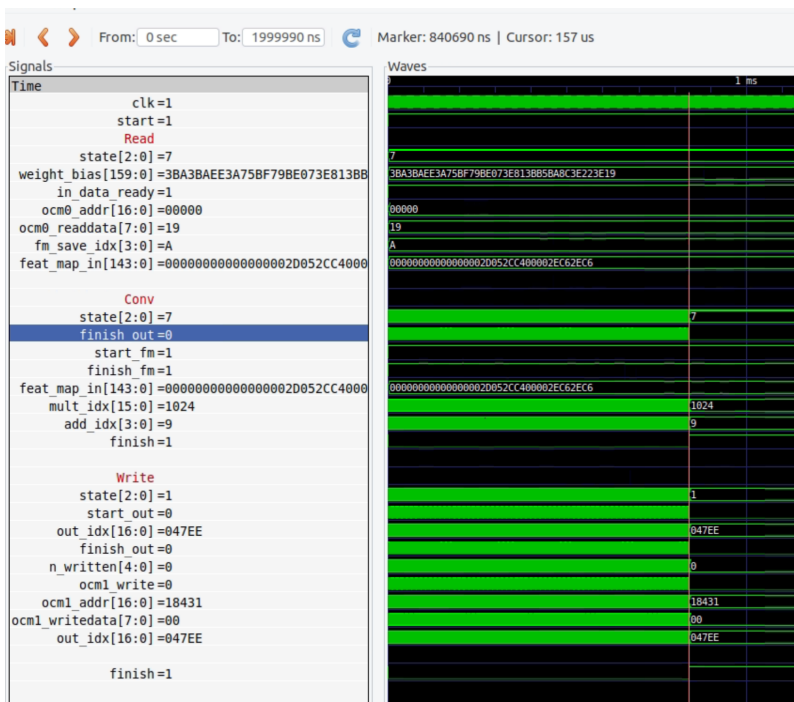 From: 0 sec To: 1999990 ns Marker: 840690 ns | Cursor: 157 us
Signals Waves
Time 1 ms
clk=1
start=1
Read
state[2:0]=7 7
weight_bias[159:0]=3BA3BAEE3A75BF79BE073E813BB 3BA3BAEE3A75BF79BE073E813BB5BA8C3E223E19
in_data_ready=1
ocm0_addr[16:0]=00000 00000
ocm0_readdata[7:0]=19 19
fm_save_idx[3:0]=A A
feat_map_in[143:0]=00000000000000002D052CC4000 00000000000000002D052CC400002EC62EC6
Conv
state[2:0]=7 7
finish_out=0
start_fm=1
finish_fm=1
feat_map_in[143:0]=00000000000000002D052CC4000 00000000000000002D052CC400002EC62EC6
mult_idx[15:0]=1024 1024
add_idx[3:0]=9 9
finish=1
Write
state[2:0]=1 1
start_out=0
out_idx[16:0]=047EE 047EE
finish_out=0
n_written[4:0]=0 0
ocm1_write=0
ocm1_addr[16:0]=18431 18431
ocm1_writedata[7:0]=00 00
out_idx[16:0]=047EE 047EE
finish=1